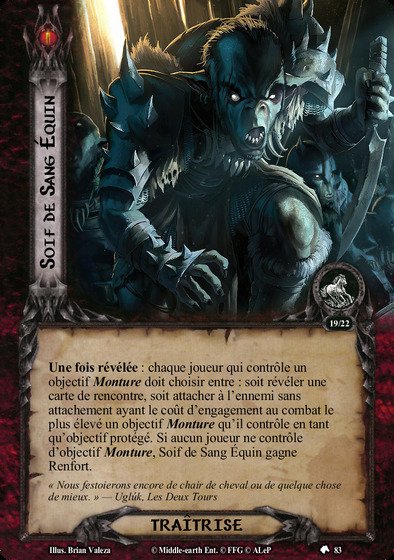 SOIF DE SANG ÉQUIN
19/22
Une fois révélée : chaque joueur qui contrôle un
objectif Monture doit choisir entre : soit révéler une
carte de rencontre, soit attacher à l'ennemi sans
attachement ayant le coût d'engagement au combat le
plus élevé un objectif Monture qu'il contrôle en tant
qu'objectif protégé. Si aucun joueur ne contrôle
d'objectif Monture, Soif de Sang Équin gagne
Renfort.
« Nous festoierons encore de chair de cheval ou de quelque chose
de mieux. » — Uglúk, Les Deux Tours
TRAÎTRISE
Illus. Brian Valeza © Middle-earth Ent. © FFG © ALeP 83